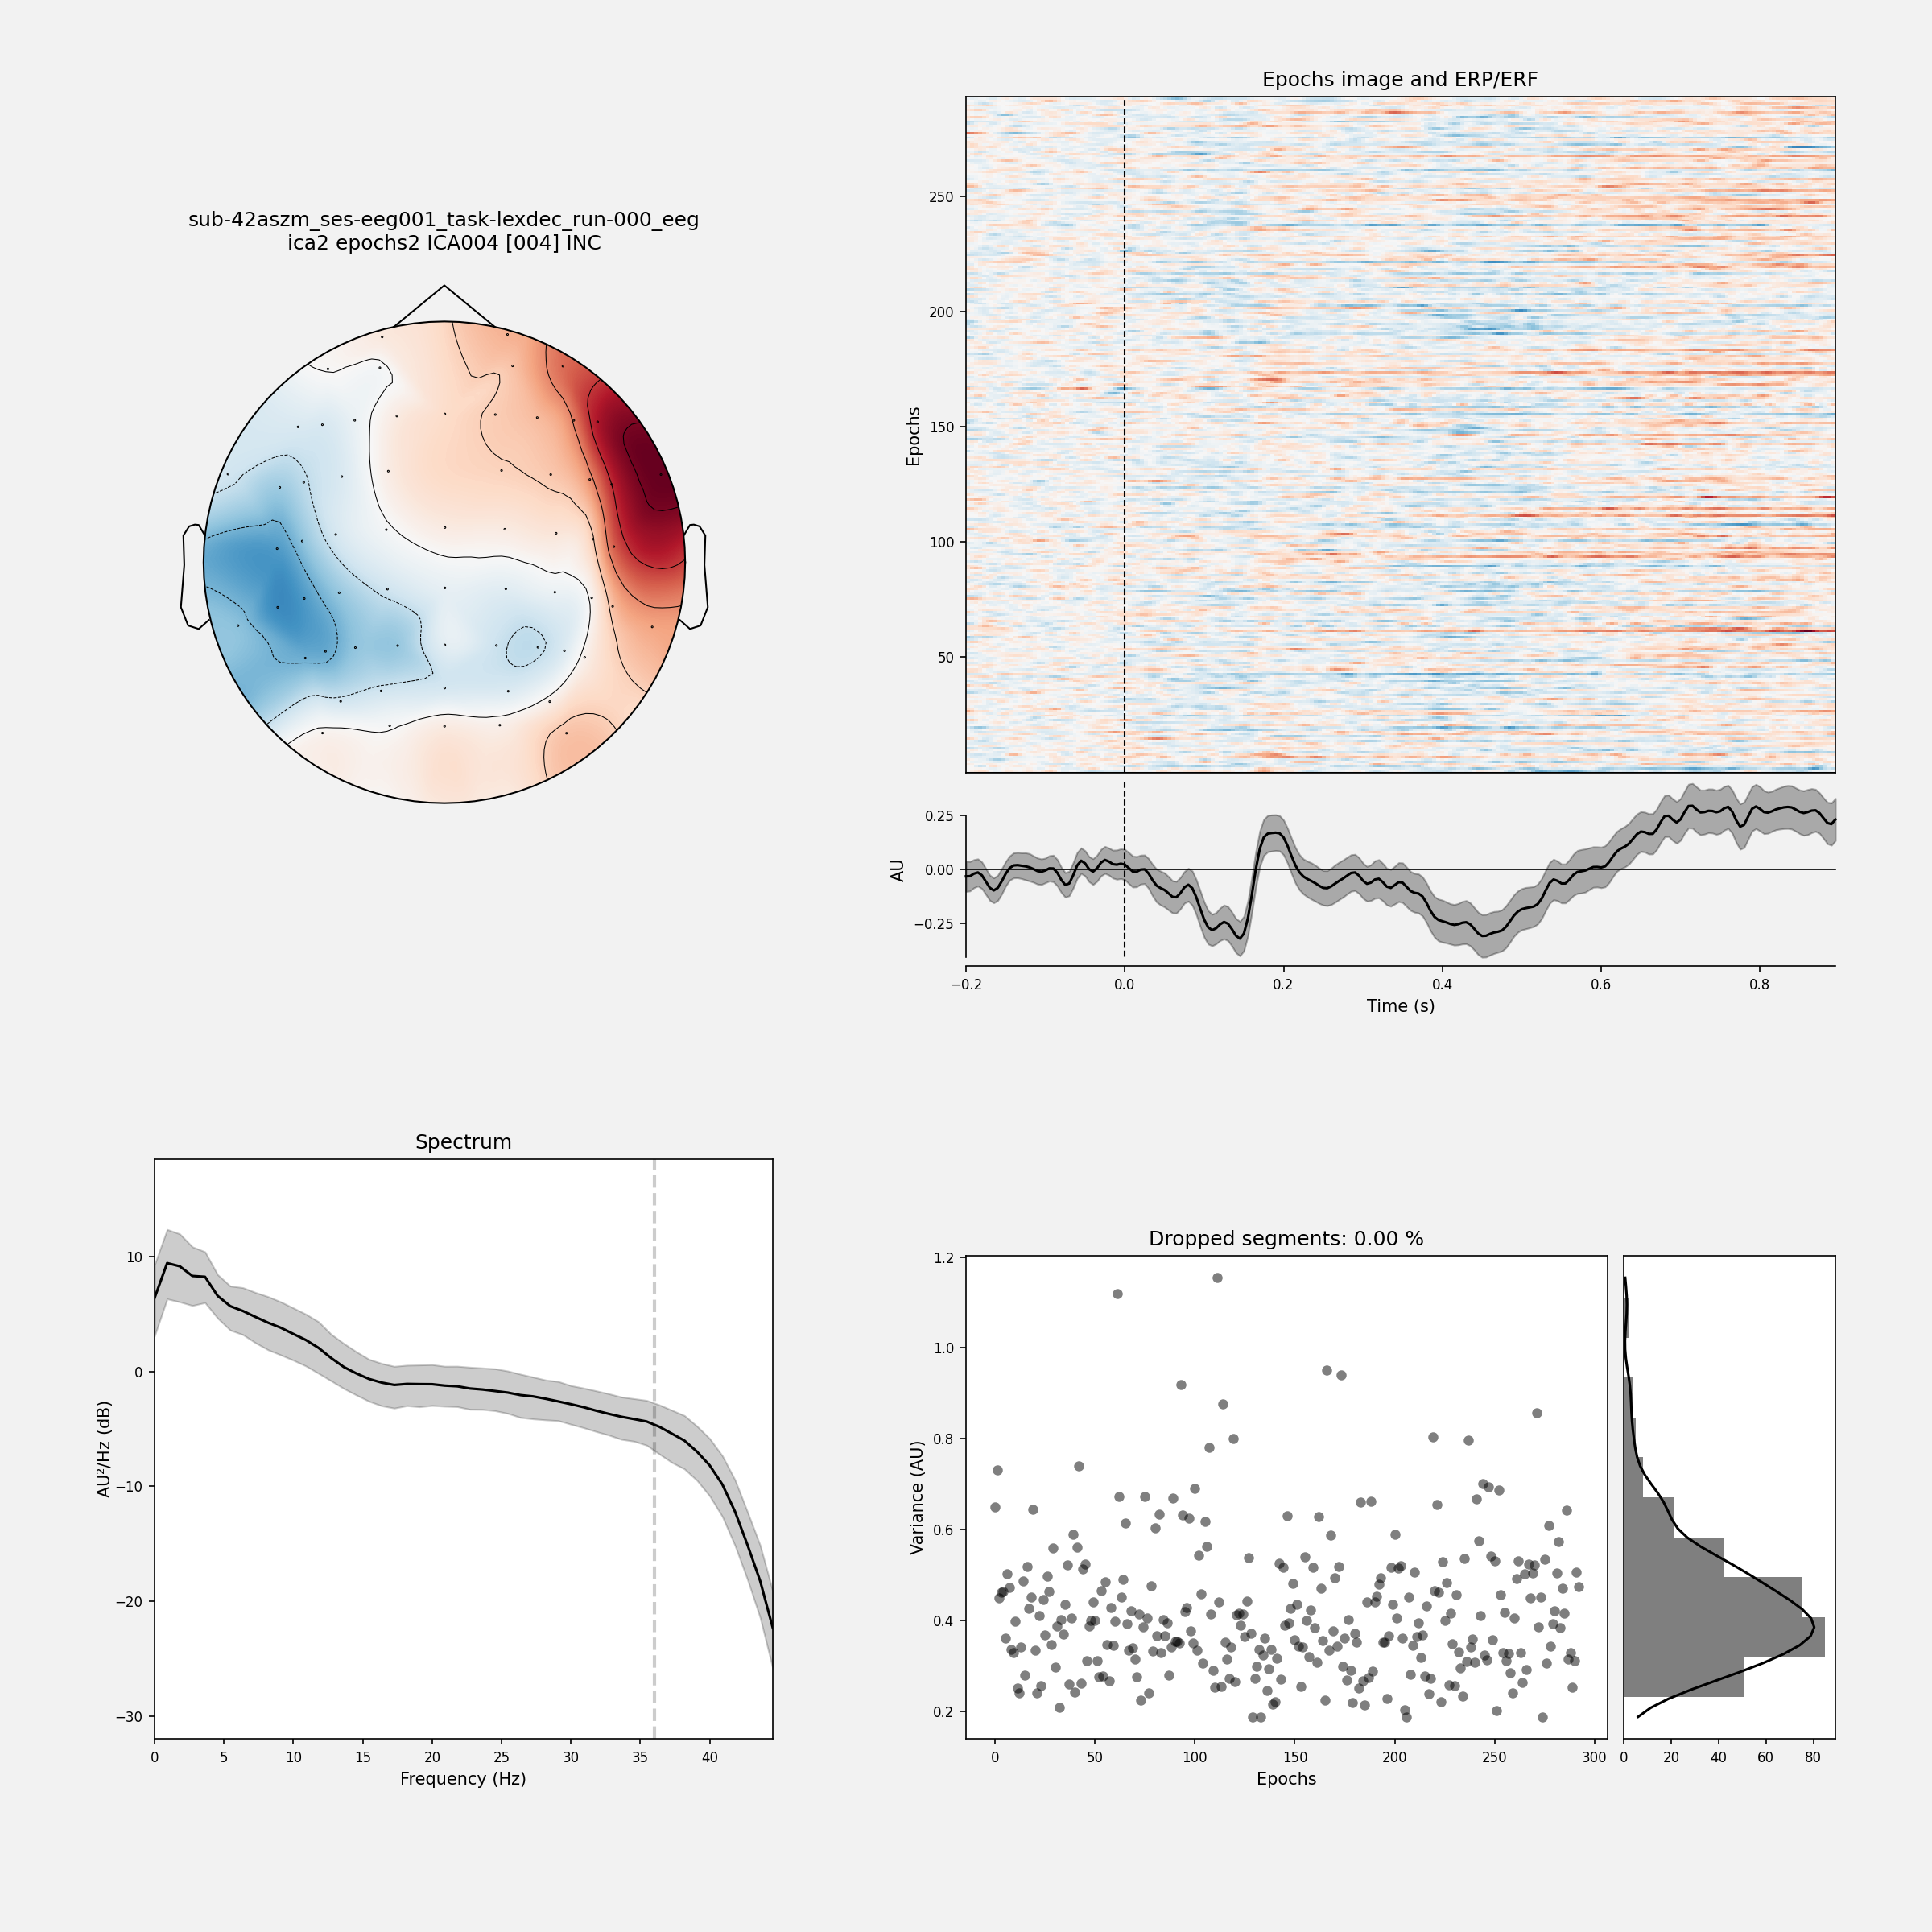 sub-42aszm_ses-eeg001_task-lexdec_run-000_eeg
ica2 epochs2 ICA004 [004] INC
Epochs image and ERP/ERF
Epochs
250
200
150
100
50
AU
0.25
0.00
−0.25
−0.2 0.0 0.2 0.4 0.6 0.8
Time (s)
Spectrum
AU²/Hz (dB)
10
0
−10
−20
−30
0 5 10 15 20 25 30 35 40
Frequency (Hz)
Dropped segments: 0.00 %
Variance (AU)
1.2
1.0
0.8
0.6
0.4
0.2
0 50 100 150 200 250 300
Epochs
0 20 40 60 80